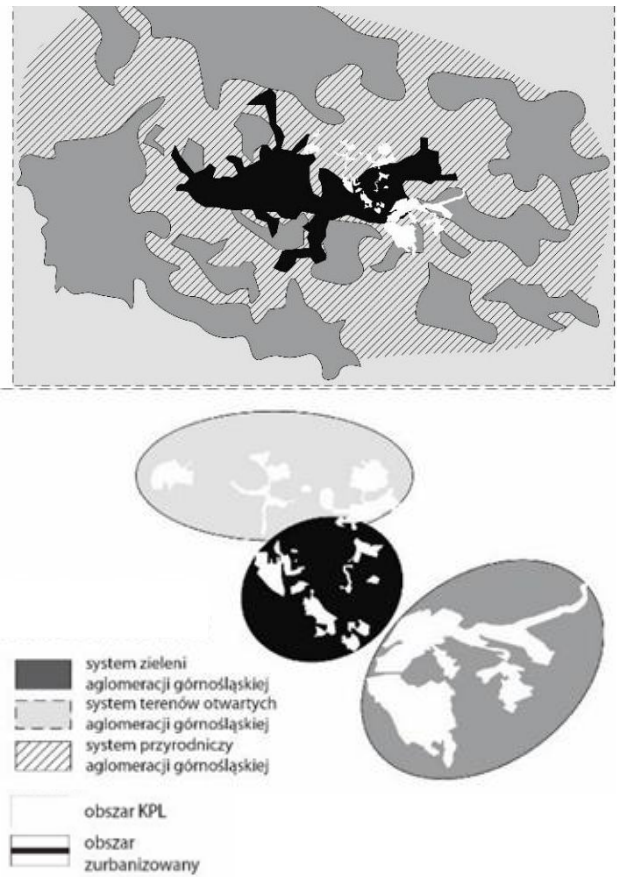 system zieleni
aglomeracji górnośląskiej
system terenów otwartych
aglomeracji górnośląskiej
system przyrodniczy
aglomeracji górnośląskiej
obszar KPL
obszar
zurbanizowany